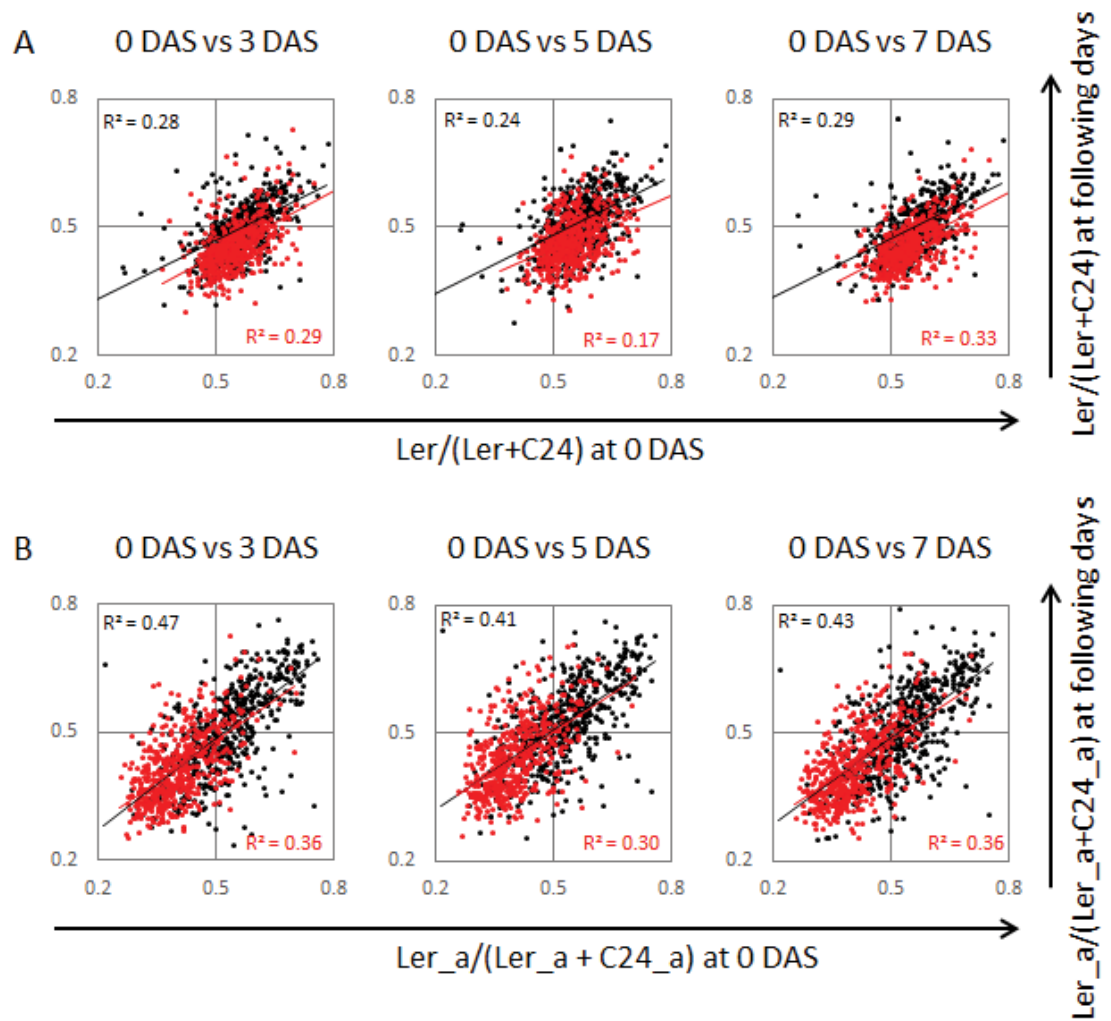 A
0 DAS vs 3 DAS
0 DAS vs 5 DAS
0 DAS vs 7 DAS
0.8
0.5
0.2
R² = 0.28
R² = 0.29
0.2 0.5 0.8
0.8
0.5
0.2
R² = 0.24
R² = 0.17
0.2 0.5 0.8
0.8
0.5
0.2
R² = 0.29
R² = 0.33
0.2 0.5 0.8
Ler/(Ler+C24) at following days
Ler/(Ler+C24) at 0 DAS
B
0 DAS vs 3 DAS
0 DAS vs 5 DAS
0 DAS vs 7 DAS
0.8
0.5
0.2
R² = 0.47
R² = 0.36
0.2 0.5 0.8
0.8
0.5
0.2
R² = 0.41
R² = 0.30
0.2 0.5 0.8
0.8
0.5
0.2
R² = 0.43
R² = 0.36
0.2 0.5 0.8
Ler_a/(Ler_a+C24_a) at following days
Ler_a/(Ler_a + C24_a) at 0 DAS